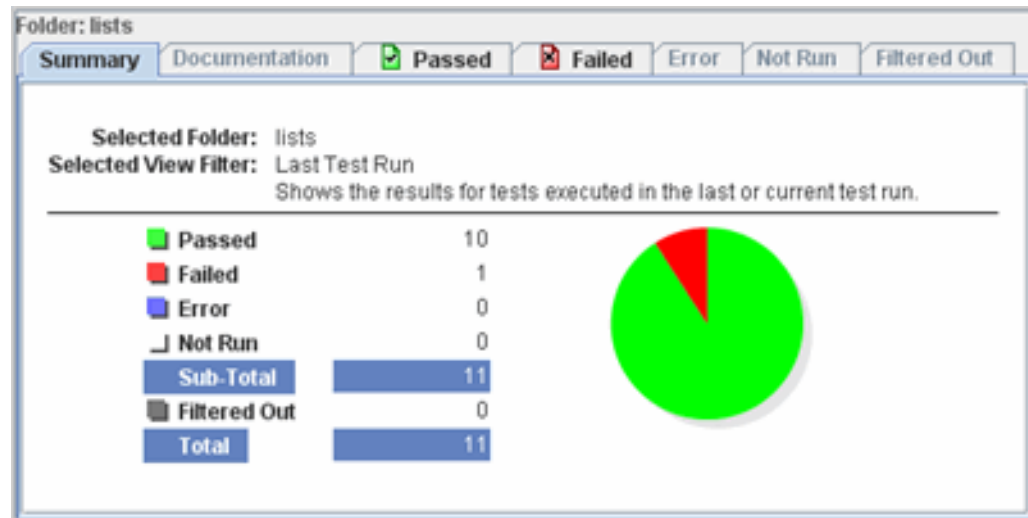 Folder: lists
Summary Documentation Passed Failed Error Not Run Filtered Out
Selected Folder: lists
Selected View Filter: Last Test Run
Shows the results for tests executed in the last or current test run.
Passed 10
Failed 1
Error 0
Not Run 0
Sub-Total 11
Filtered Out 0
Total 11